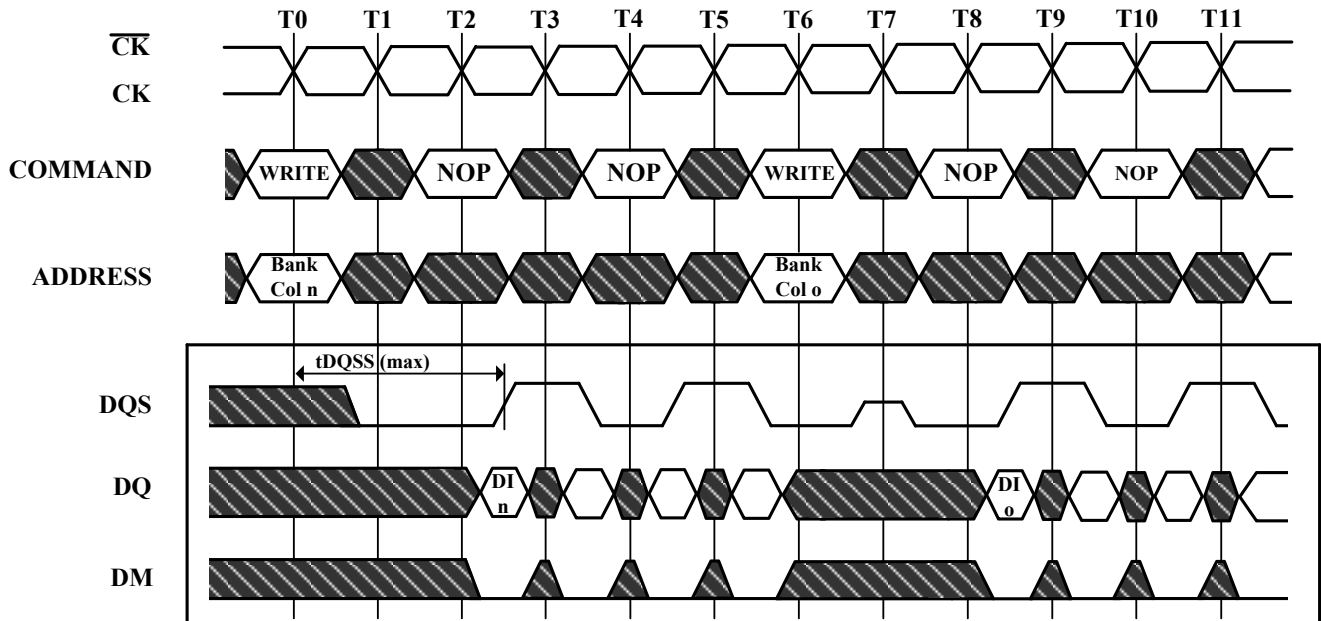 T0 T1 T2 T3 T4 T5 T6 T7 T8 T9 T10 T11
CK
CK
COMMAND WRITE NOP NOP WRITE NOP NOP
ADDRESS Bank Col n Bank Col o
tDQSS (max)
DQS
DQ DI n DI o
DM